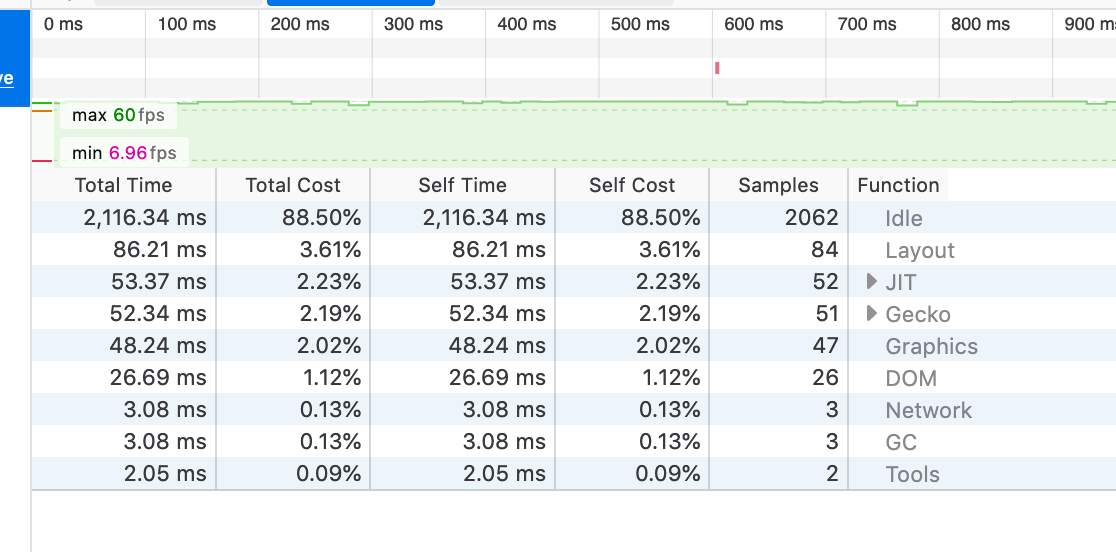 0 ms 100 ms 200 ms 300 ms 400 ms 500 ms 600 ms 700 ms 800 ms 900 m
ve
max 60 fps
min 6.96 fps
Total Time Total Cost Self Time Self Cost Samples Function
2,116.34 ms 88.50% 2,116.34 ms 88.50% 2062 Idle
86.21 ms 3.61% 86.21 ms 3.61% 84 Layout
53.37 ms 2.23% 53.37 ms 2.23% 52 JIT
52.34 ms 2.19% 52.34 ms 2.19% 51 Gecko
48.24 ms 2.02% 48.24 ms 2.02% 47 Graphics
26.69 ms 1.12% 26.69 ms 1.12% 26 DOM
3.08 ms 0.13% 3.08 ms 0.13% 3 Network
3.08 ms 0.13% 3.08 ms 0.13% 3 GC
2.05 ms 0.09% 2.05 ms 0.09% 2 Tools